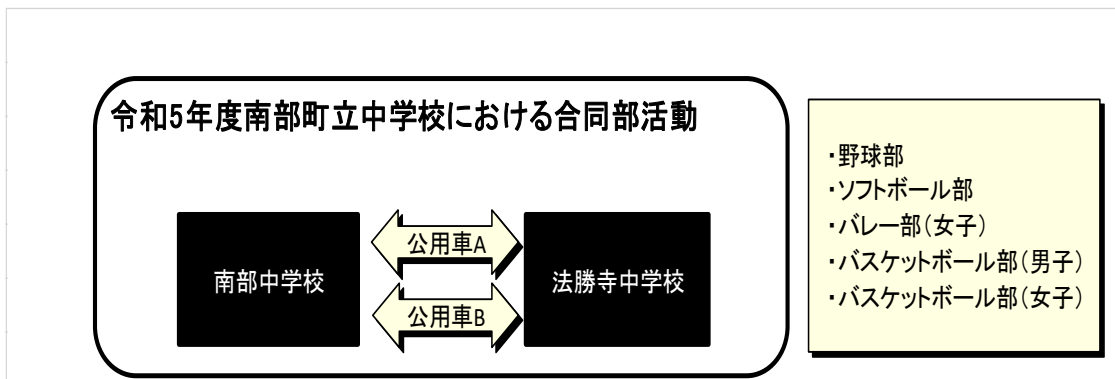 令和5年度南部町立中学校における合同部活動
南部中学校
公用車A
公用車B
法勝寺中学校
・野球部
・ソフトボール部
・バレー部(女子)
・バスケットボール部(男子)
・バスケットボール部(女子)